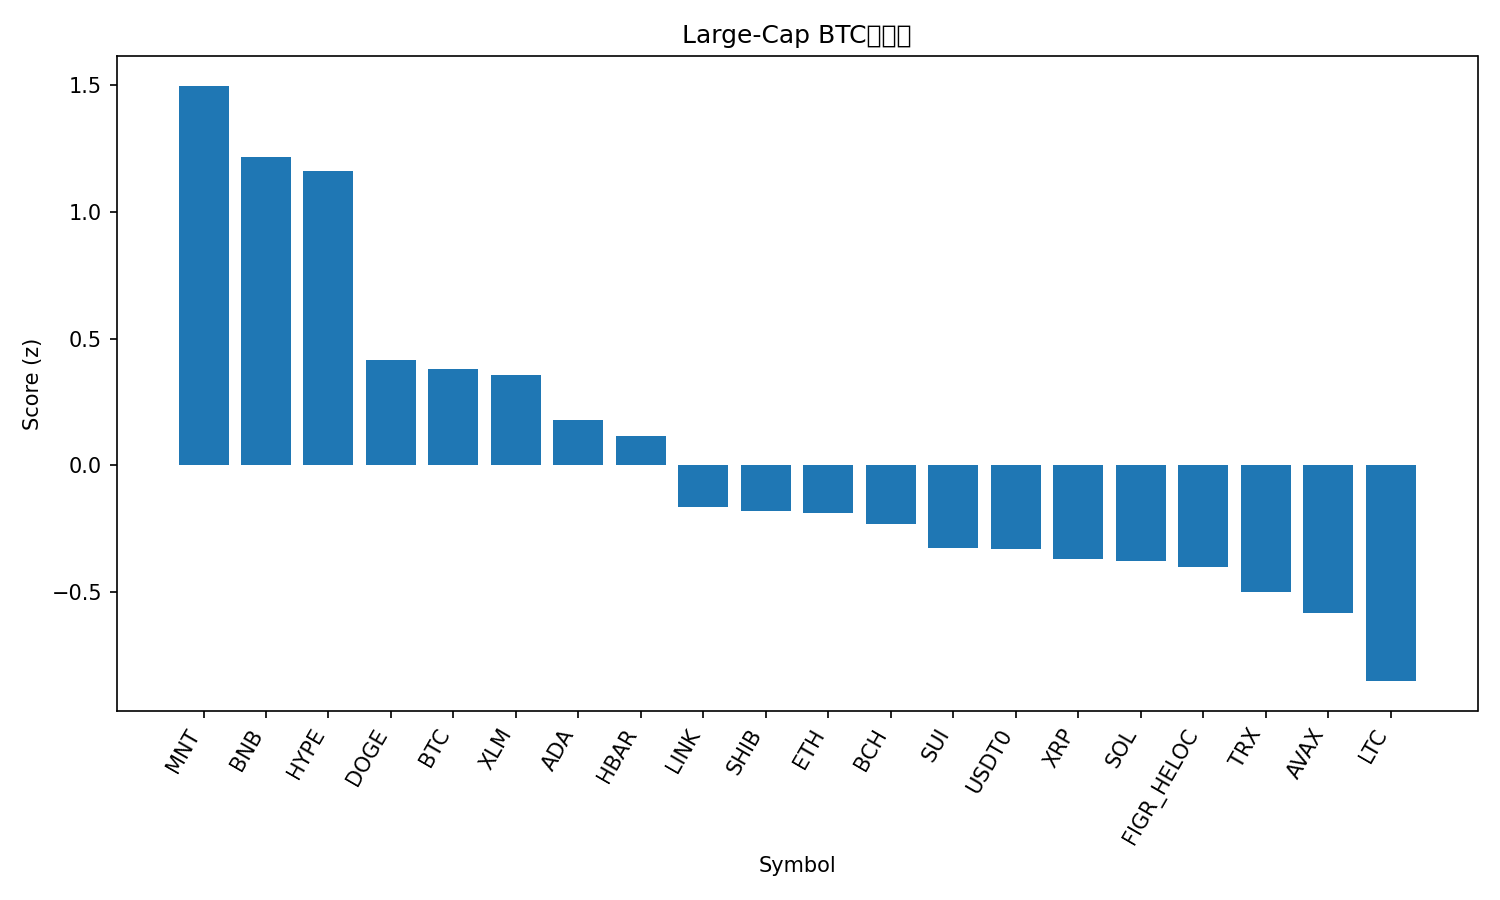 Large-Cap BTC
1.5
1.0
0.5
0.0
−0.5
Score (z)
MNT
BNB
HYPE
DOGE
BTC
XLM
ADA
HBAR
LINK
SHIB
ETH
BCH
SUI
USDT0
XRP
SOL
FIGR_HELOC
TRX
AVAX
LTC
Symbol